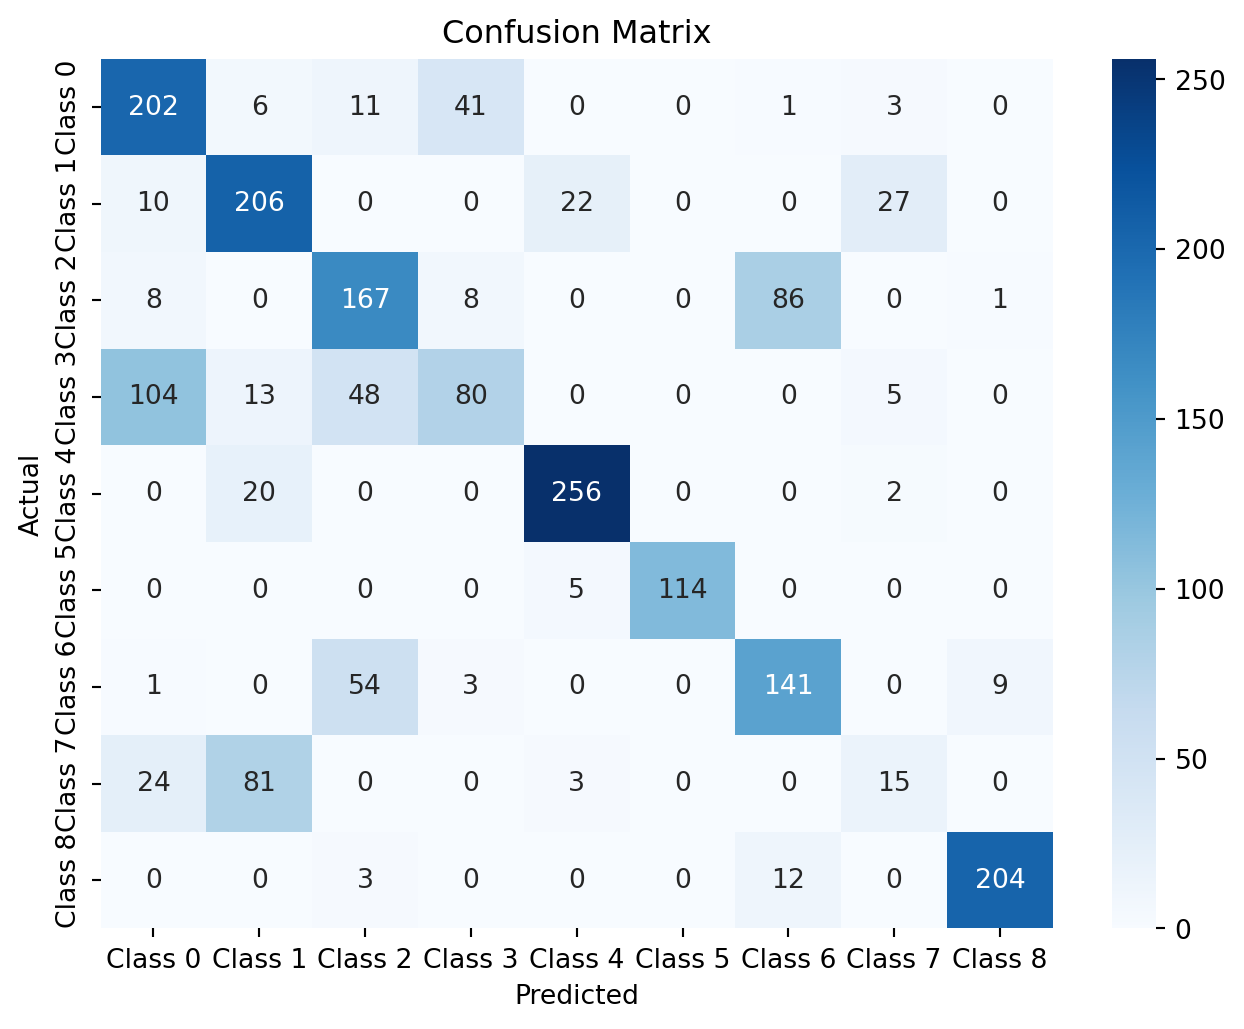 Confusion Matrix
Actual
Class 0 202 6 11 41 0 0 1 3 0
Class 1 10 206 0 0 22 0 0 27 0
Class 2 8 0 167 8 0 0 86 0 1
Class 3 104 13 48 80 0 0 0 5 0
Class 4 0 20 0 0 256 0 0 2 0
Class 5 0 0 0 0 5 114 0 0 0
Class 6 1 0 54 3 0 0 141 0 9
Class 7 24 81 0 0 3 0 0 15 0
Class 8 0 0 3 0 0 0 12 0 204
Class 0 Class 1 Class 2 Class 3 Class 4 Class 5 Class 6 Class 7 Class 8
Predicted
250
200
150
100
50
0